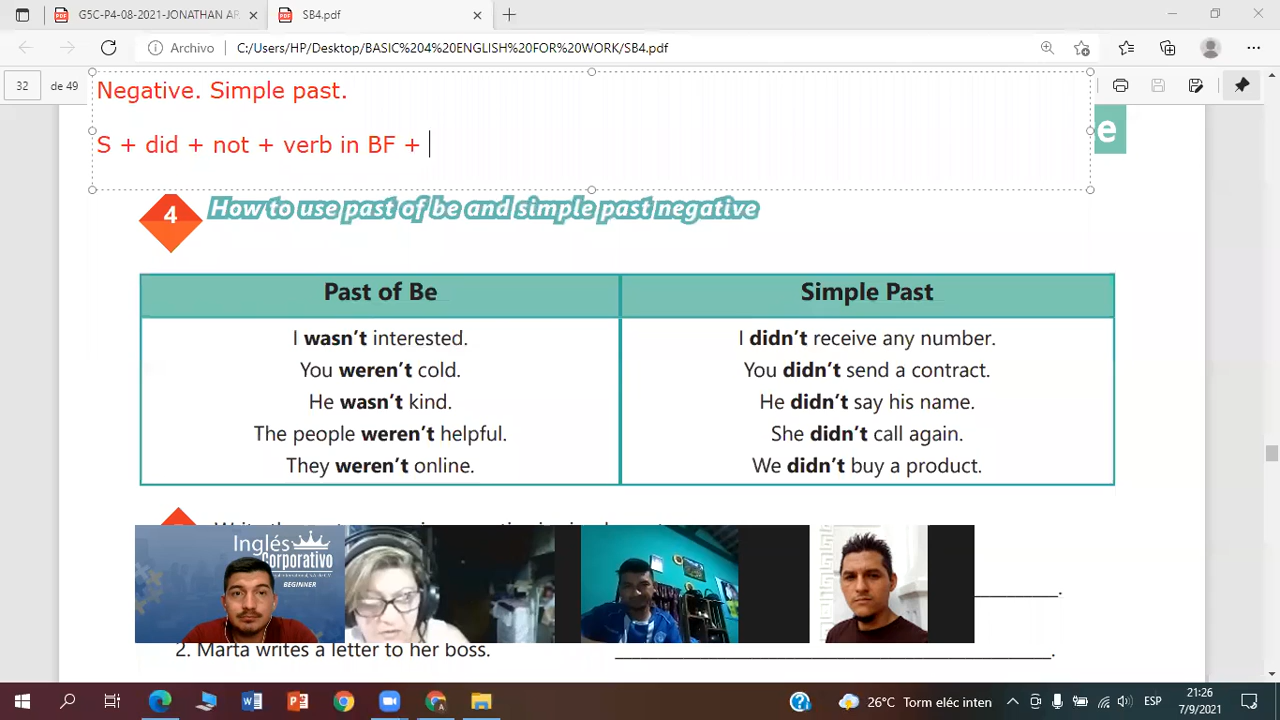 G5C-P4-08-2021-JONATHAN AR
SB4.pdf
Archivo
C:/Users/HP/Desktop/BASIC%204%20ENGLISH%20FOR%20WORK/SB4.pdf
32
de 49
Negative. Simple past.
S + did + not + verb in BF +
e
4
How to use past of be and simple past negative
Past of Be
Simple Past
I wasn't interested.
I didn't receive any number.
You weren't cold.
You didn't send a contract.
He wasn't kind.
He didn't say his name.
The people weren't helpful.
She didn't call again.
They weren't online.
We didn't buy a product.
Inglés
Corporativo
BEGINNER
2. Marta writes a letter to her boss.
26°C Torm eléc inten
ESP
21:26
7/9/2021